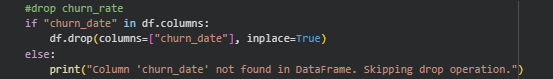 #drop churn_rate
if "churn_date" in df.columns:
    df.drop(columns=["churn_date"], inplace=True)
else:
    print("Column 'churn_date' not found in DataFrame. Skipping drop operation.")